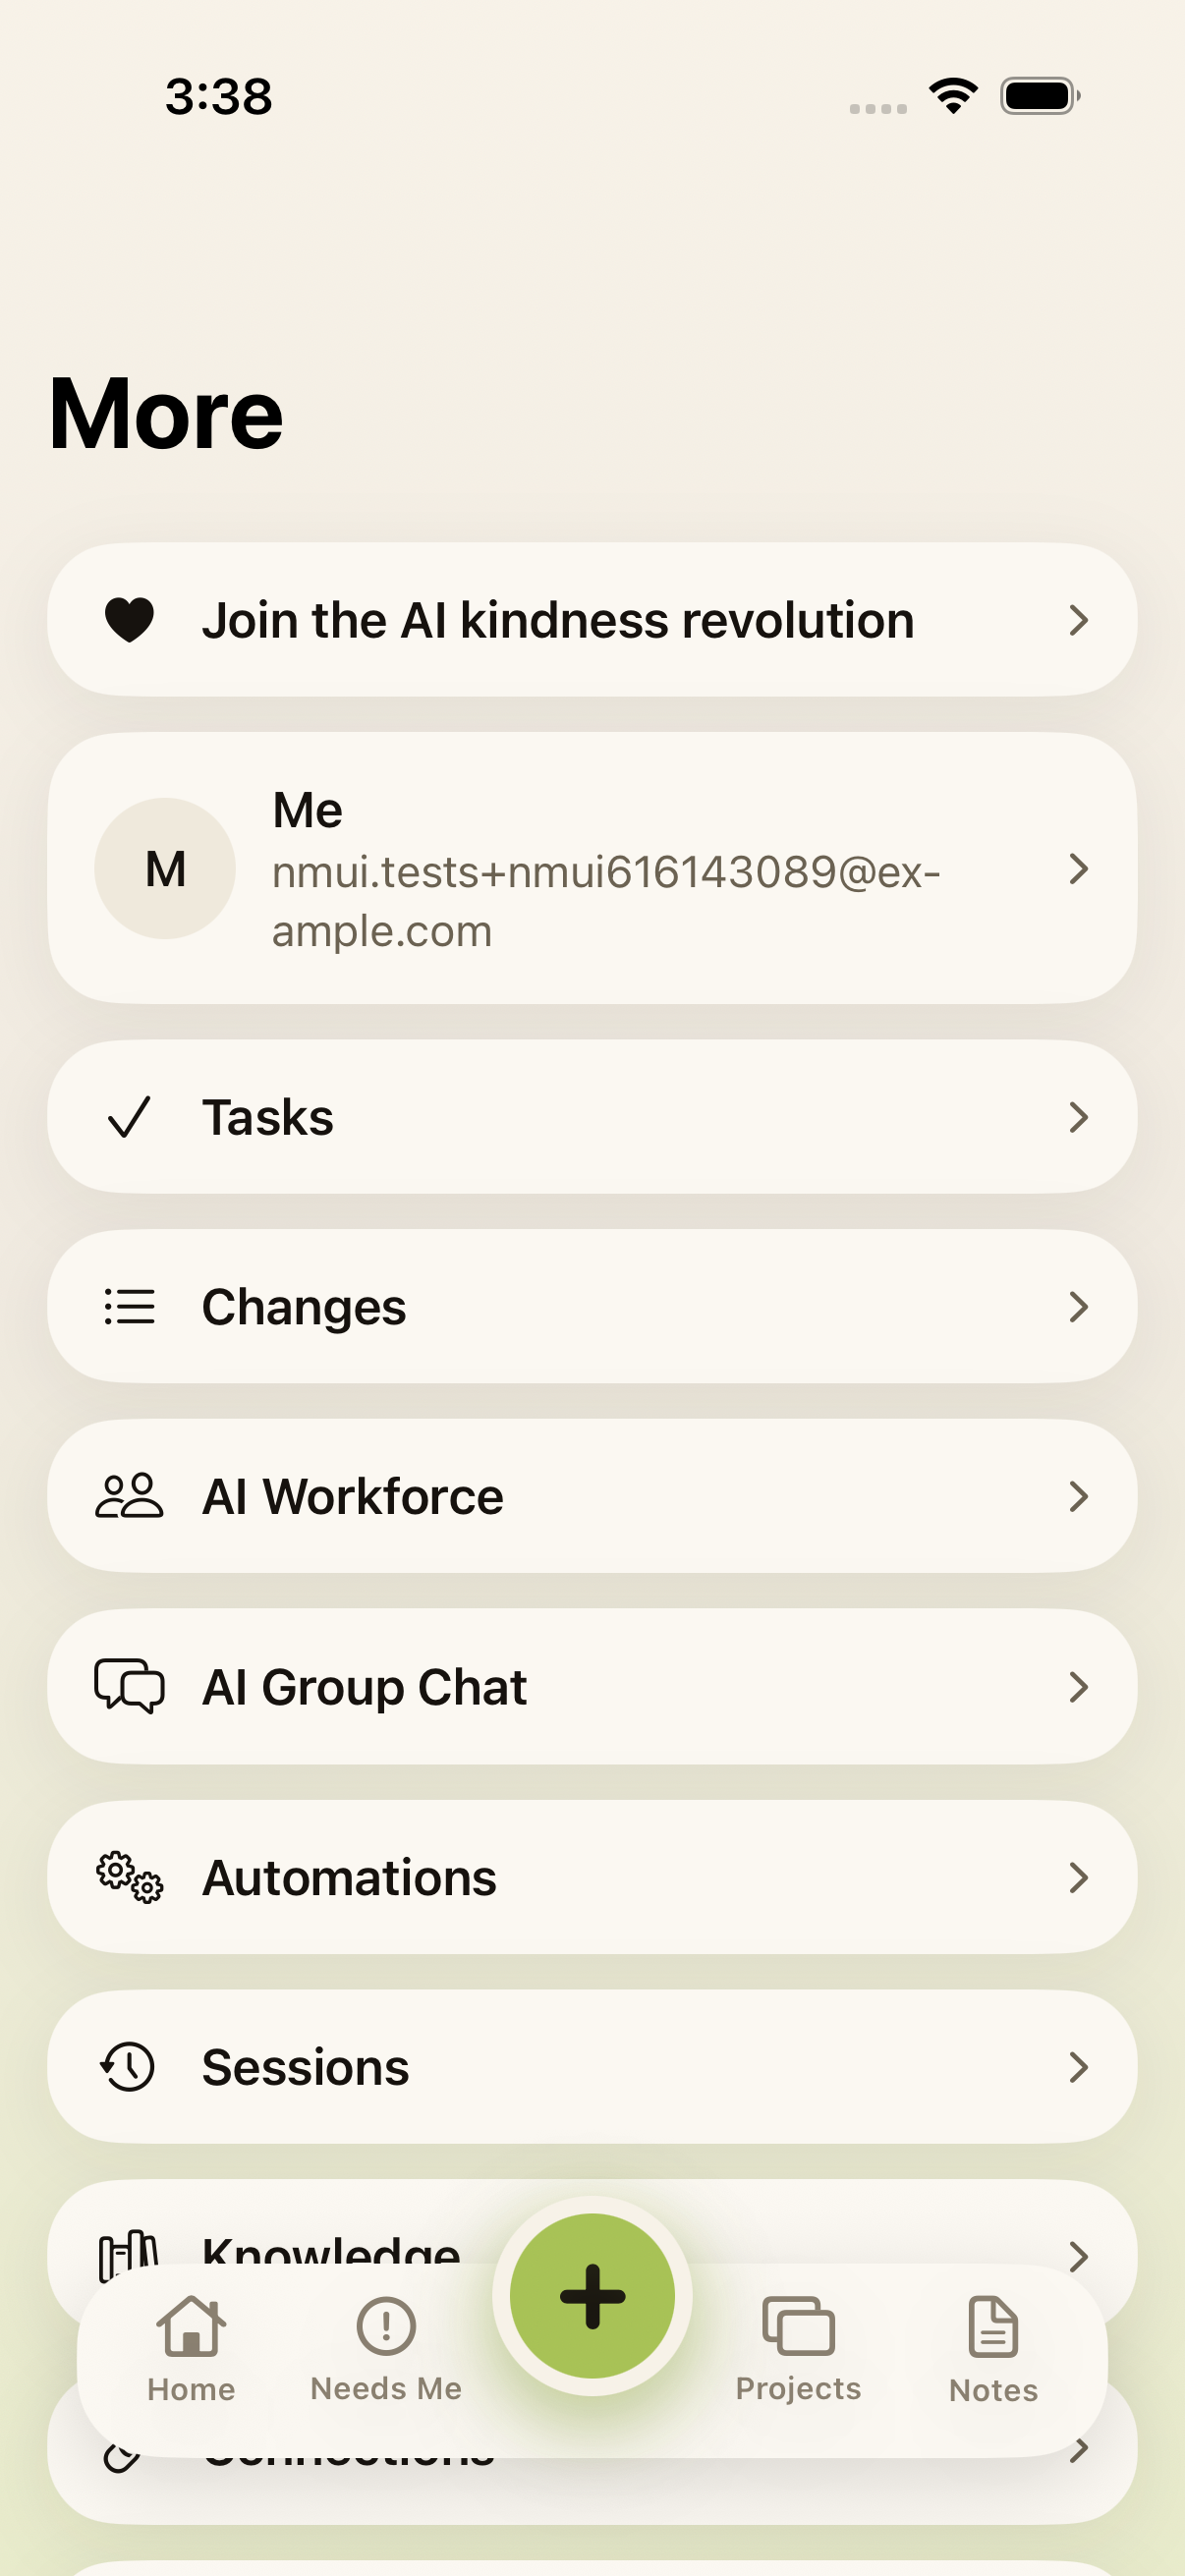 3:38
More
Join the AI kindness revolution
M
Me
nmui.tests+nmui616143089@ex-
ample.com
Tasks
Changes
AI Workforce
AI Group Chat
Automations
Sessions
Knowledge
Home
Needs Me
Projects
Notes
Connections